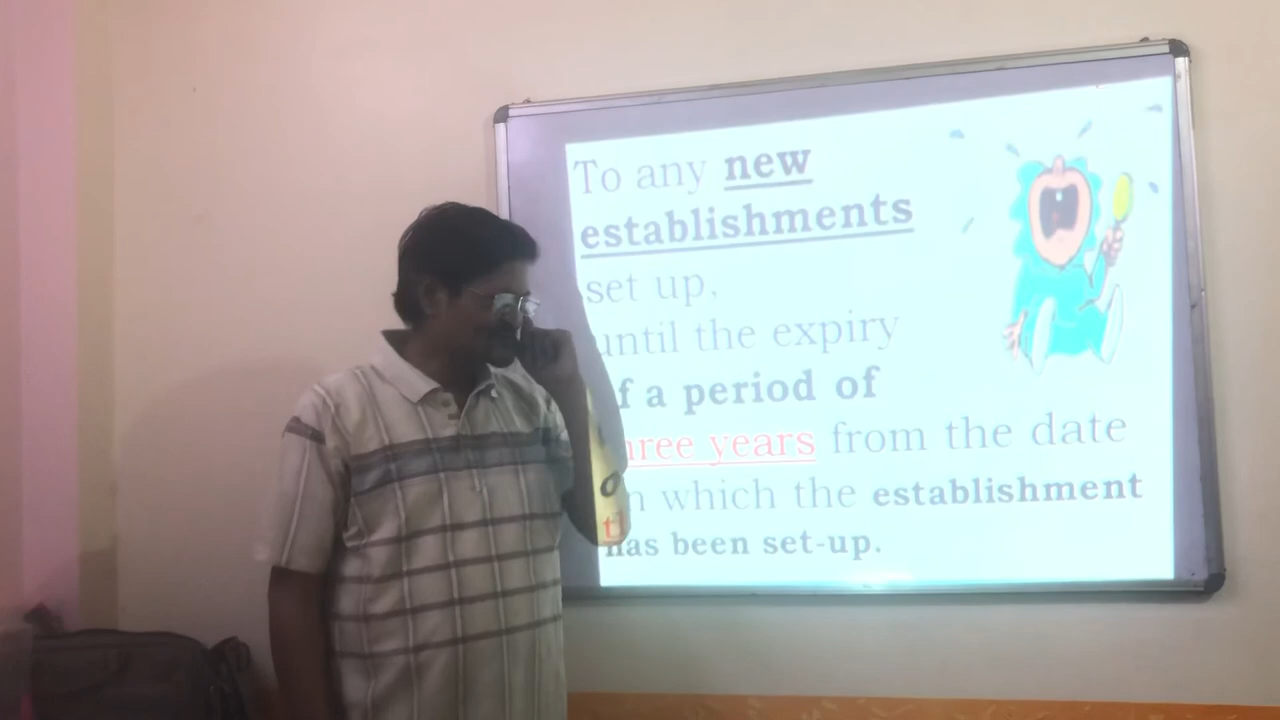 To any new
establishments
set up,
until the expiry
of a period of
three years from the date
on which the establishment
has been set-up.